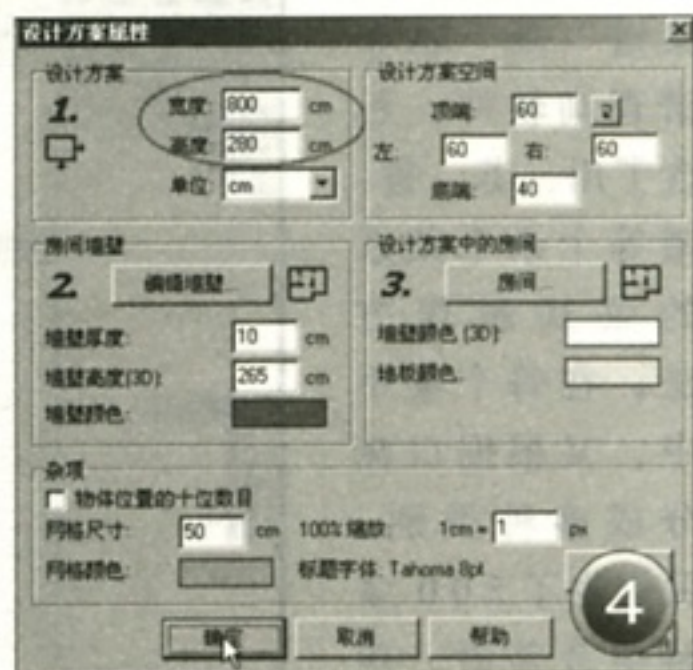 设计方案属性
设计方案
1.
宽度: 800 cm
高度: 280 cm
单位: cm
设计方案空间
顶端: 60
左: 60 右: 60
底端: 40
房间墙壁
2. 编辑墙壁...
墙壁厚度: 10 cm
墙壁高度(3D): 265 cm
墙壁颜色:
设计方案中的房间
3. 房间...
墙壁颜色 (3D):
地板颜色:
杂项
物体位置的十位数目
网格尺寸: 50 cm 100% 缩放: 1cm = 1 px
网格颜色: 标题字体: Tahoma 8pt
4
确定 取消 帮助